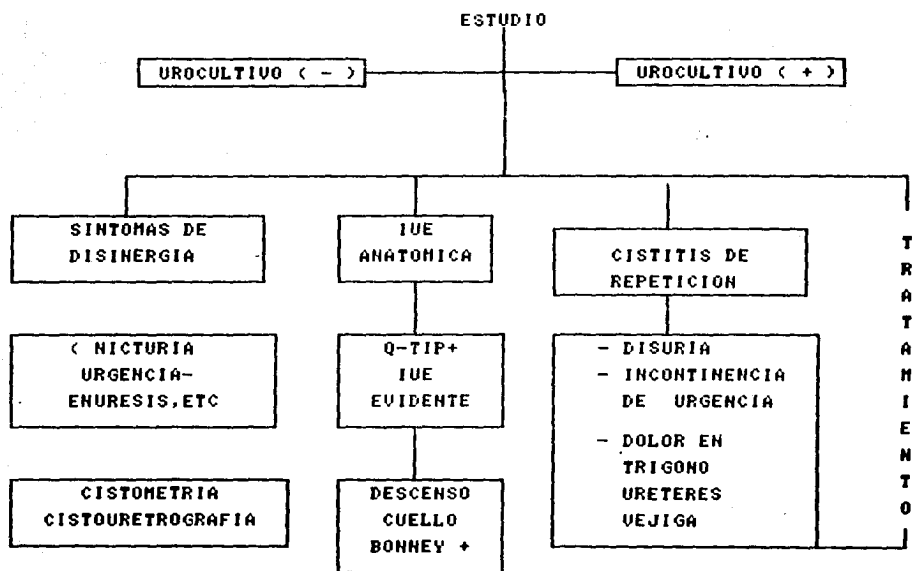 ESTUDIO
UROCULTIVO ( - )
UROCULTIVO ( + )
SINTOMAS DE
DISINERGIA
IUE
ANATOMICA
CISTITIS DE
REPETICION
TRATAMIENTO
( NICTURIA
URGENCIA-
ENURESIS,ETC
Q-TIP+
IUE
EVIDENTE
- DISURIA
- INCONTINENCIA
DE URGENCIA
- DOLOR EN
TRIGONO
URETERES
VEJIGA
CISTOMETRIA
CISTOURETROGRAFIA
DESCENSO
CUELLO
BONNEY +